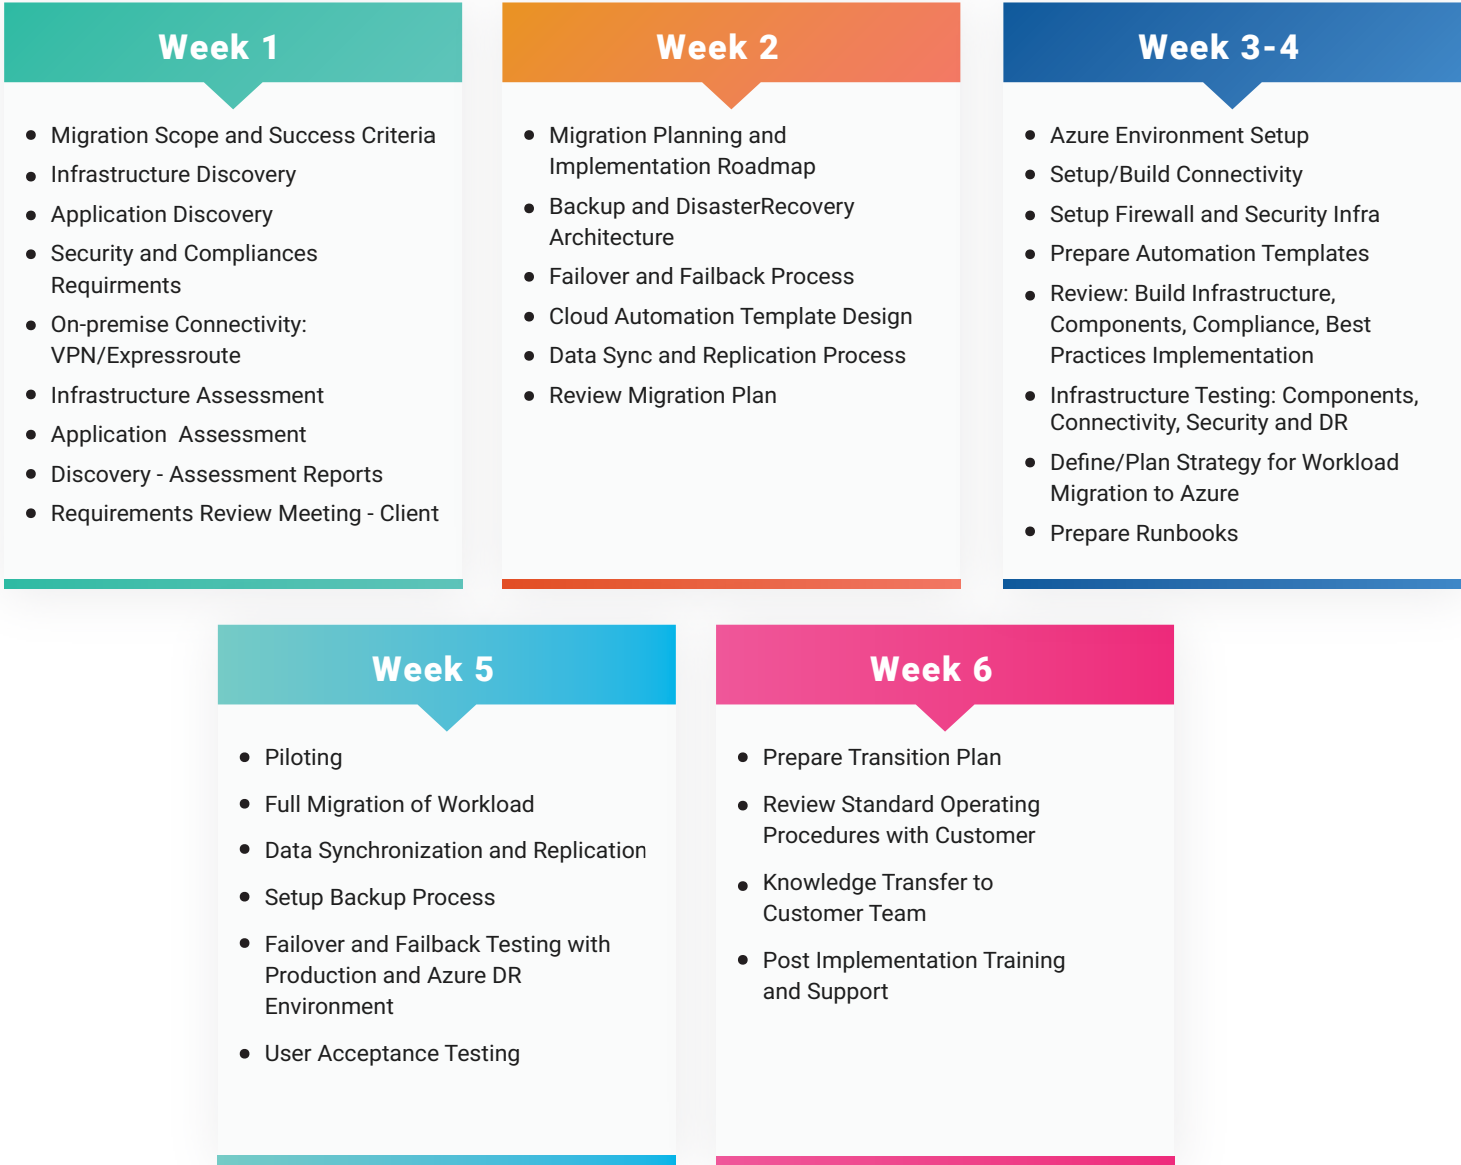 Week 1
• Migration Scope and Success Criteria
• Infrastructure Discovery
• Application Discovery
• Security and Compliances
Requirments
• On-premise Connectivity:
VPN/Expressroute
• Infrastructure Assessment
• Application  Assessment
• Discovery - Assessment Reports
• Requirements Review Meeting - Client
Week 2
• Migration Planning and
Implementation Roadmap
• Backup and DisasterRecovery
Architecture
• Failover and Failback Process
• Cloud Automation Template Design
• Data Sync and Replication Process
• Review Migration Plan
Week 3-4
• Azure Environment Setup
• Setup/Build Connectivity
• Setup Firewall and Security Infra
• Prepare Automation Templates
• Review: Build Infrastructure,
Components, Compliance, Best
Practices Implementation
• Infrastructure Testing: Components,
Connectivity, Security and DR
• Define/Plan Strategy for Workload
Migration to Azure
• Prepare Runbooks
Week 5
• Piloting
• Full Migration of Workload
• Data Synchronization and Replication
• Setup Backup Process
• Failover and Failback Testing with
Production and Azure DR
Environment
• User Acceptance Testing
Week 6
• Prepare Transition Plan
• Review Standard Operating
Procedures with Customer
• Knowledge Transfer to
Customer Team
• Post Implementation Training
and Support